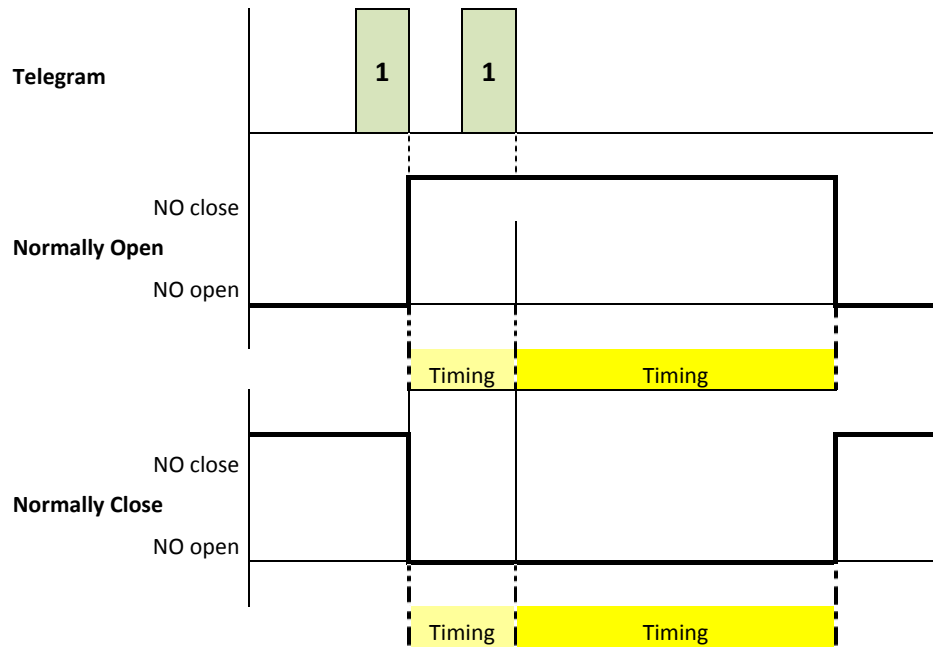 1 1
Telegram
NO close
Normally Open
NO open
Timing Timing
NO close
Normally Close
NO open
Timing Timing